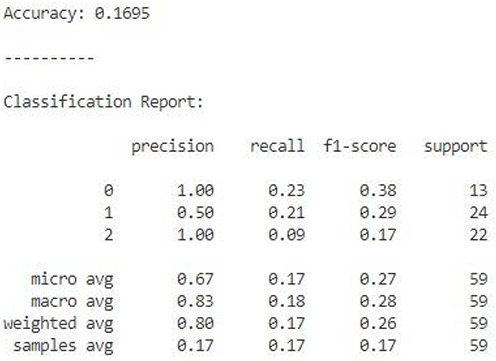 Accuracy: 0.1695
----------
Classification Report:
precision recall f1-score support
0 1.00 0.23 0.38 13
1 0.50 0.21 0.29 24
2 1.00 0.09 0.17 22
micro avg 0.67 0.17 0.27 59
macro avg 0.83 0.18 0.28 59
weighted avg 0.80 0.17 0.26 59
samples avg 0.17 0.17 0.17 59